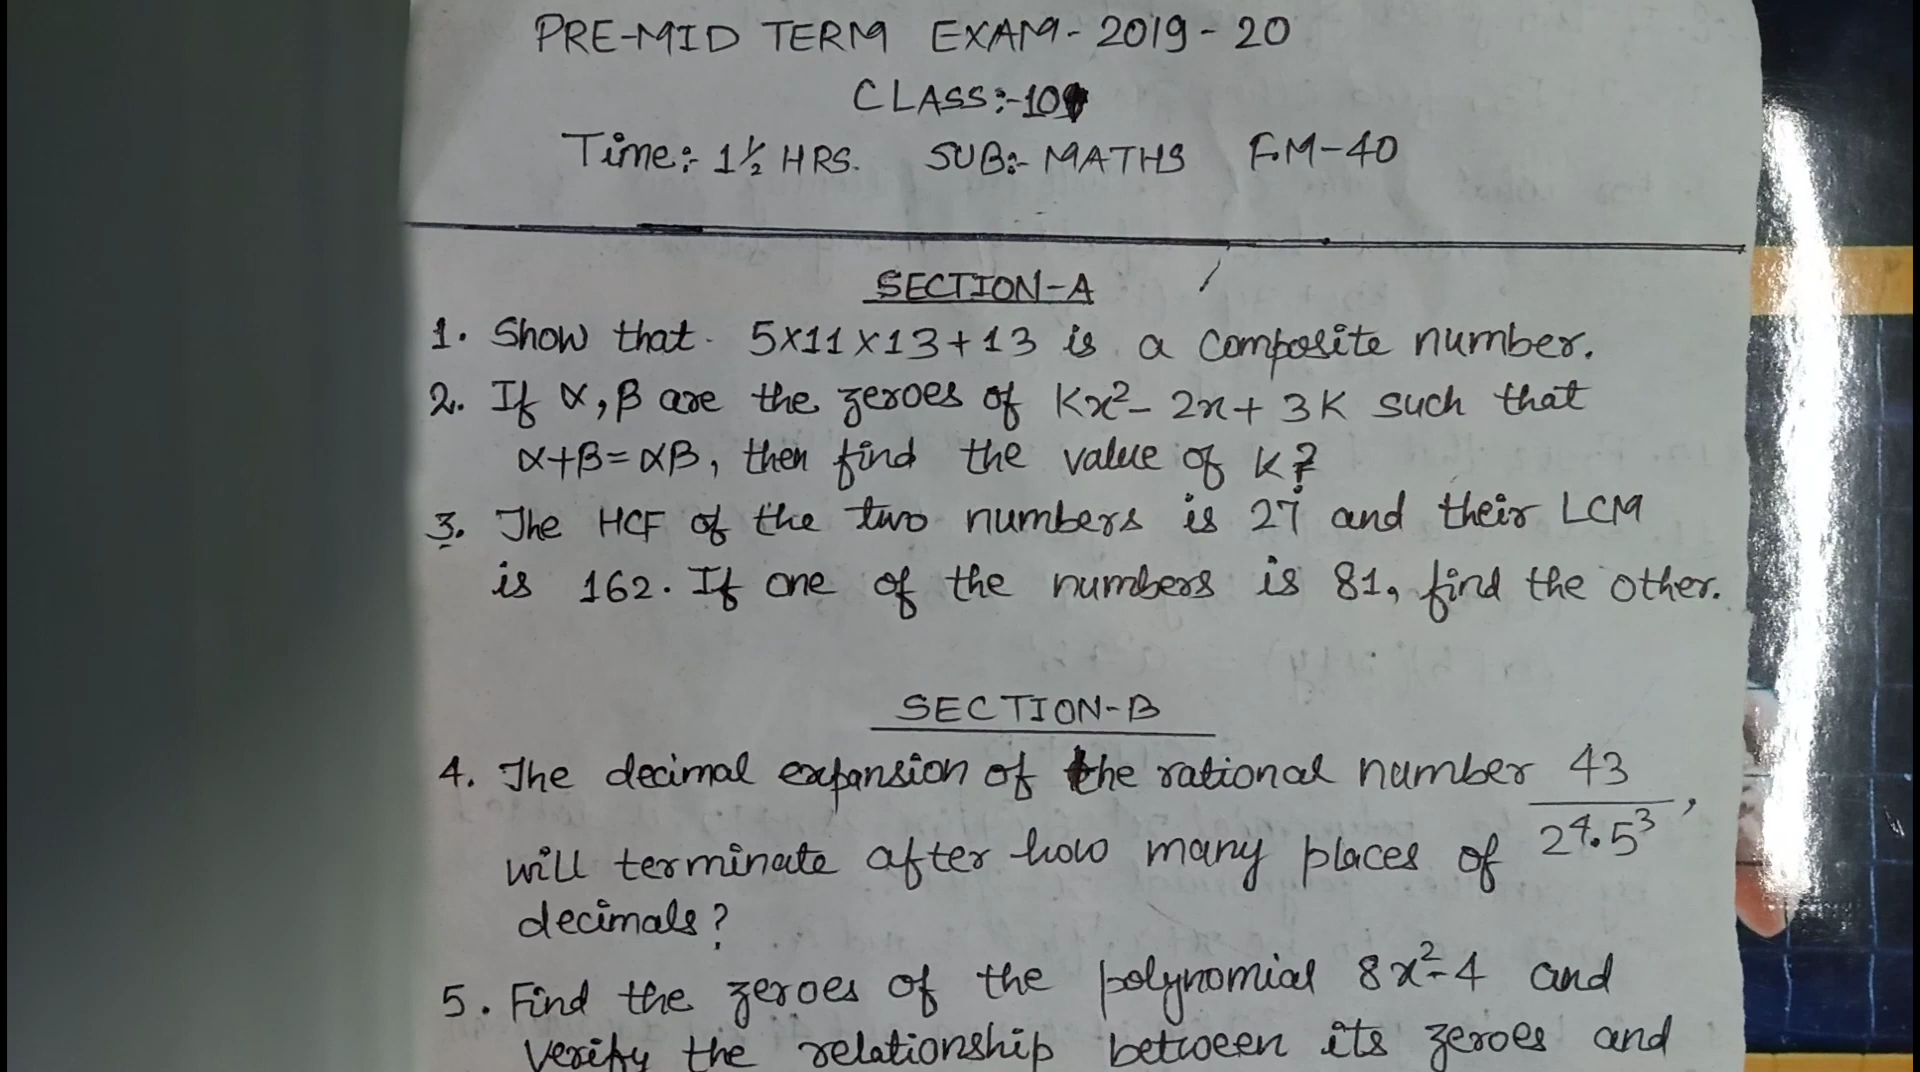 PRE-MID TERM EXAM - 2019 - 20
CLASS :- 10
Time :- 1½ HRS. SUB :- MATHS F.M-40
SECTION-A
1. Show that 5×11×13+13 is a composite number.
2. If α, β are the zeroes of Kx²- 2x + 3K such that
α+β=αβ, then find the value of K?
3. The HCF of the two numbers is 27 and their LCM
is 162. If one of the numbers is 81, find the other.
SECTION-B
4. The decimal expansion of the rational number 43/2⁴.5³,
will terminate after how many places of
decimals?
5. Find the zeroes of the polynomial 8x²-4 and
Verify the relationship between its zeroes and